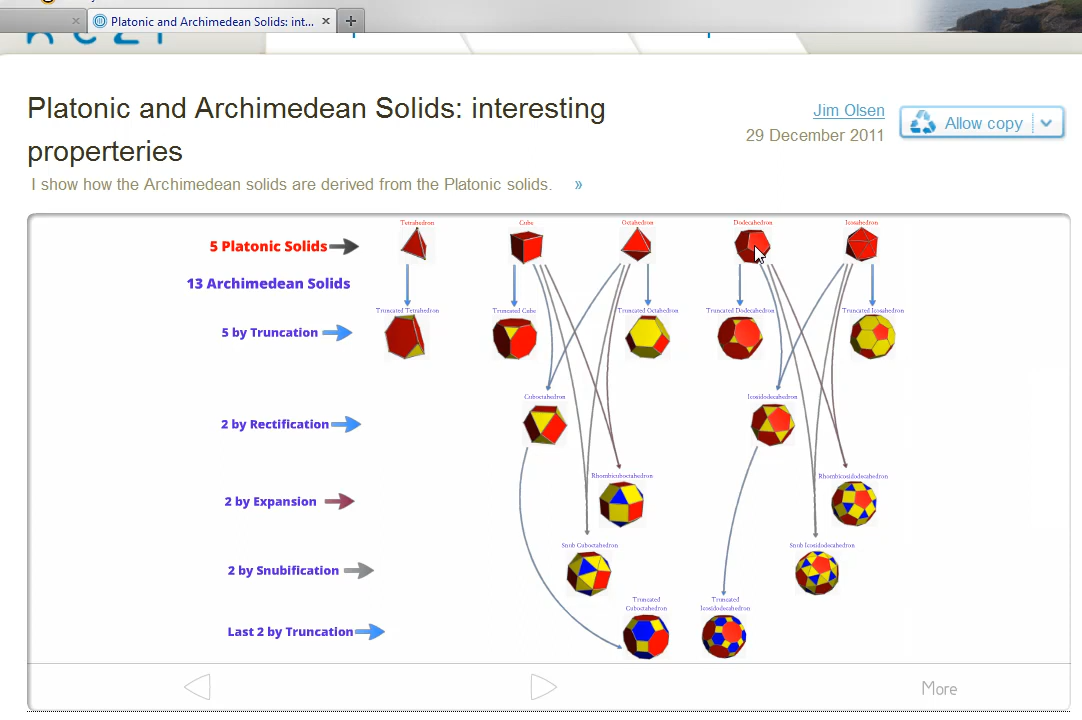 Platonic and Archimedean Solids: int...
Platonic and Archimedean Solids: interesting
properteries
Jim Olsen
29 December 2011
Allow copy
I show how the Archimedean solids are derived from the Platonic solids. »
Tetrahedron Cube Octahedron Dodecahedron Icosahedron
5 Platonic Solids
13 Archimedean Solids
Truncated Tetrahedron Truncated Cube Truncated Octahedron Truncated Dodecahedron Truncated Icosahedron
5 by Truncation
Cuboctahedron Icosidodecahedron
2 by Rectification
Rhombicuboctahedron Rhombicosidodecahedron
2 by Expansion
Snub Cuboctahedron Snub Icosidodecahedron
2 by Snubification
Truncated Truncated
Cuboctahedron Icosidodecahedron
Last 2 by Truncation
More